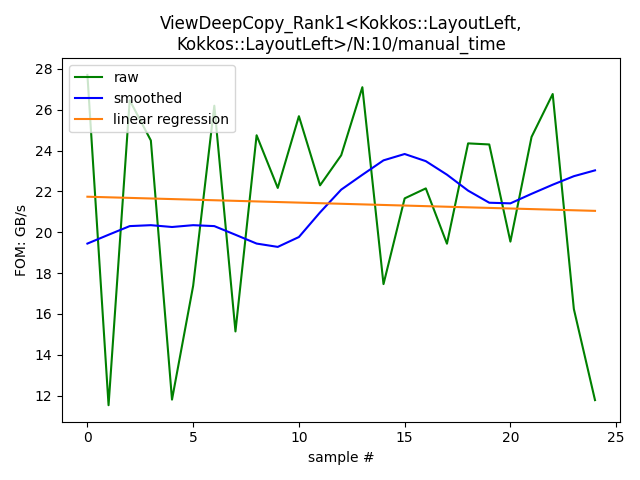 ViewDeepCopy_Rank1<Kokkos::LayoutLeft,
Kokkos::LayoutLeft>/N:10/manual_time
raw
smoothed
linear regression
FOM: GB/s
28
26
24
22
20
18
16
14
12
0
5
10
15
20
25
sample #